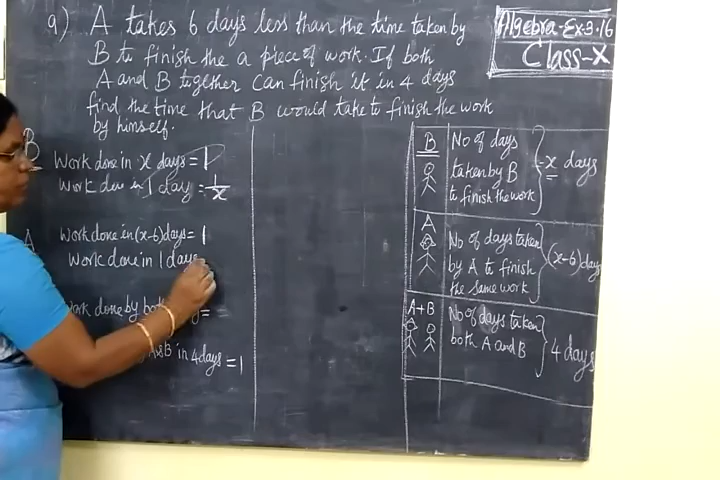 9) A takes 6 days less than the time taken by
B to finish the a piece of work. If both
A and B together can finish it in 4 days
find the time that B would take to finish the work
by himself.
Algebra-Ex-3.16
Class-X
B
Work done in x days = 1
Work done in 1 day = 1/x
A
Work done in (x-6) days = 1
Work done in 1 days
Work done by both =
B in 4 days = 1
B
No of days
taken by B
to finish the work
x days
A
No of days taken
by A to finish
the same work
(x-6) days
A+B
No of days taken
both A and B
4 days